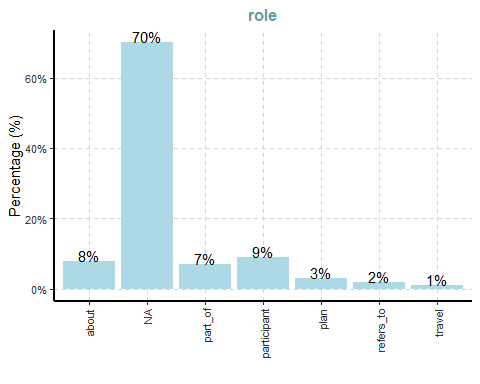 role
Percentage (%)
60%
40%
20%
0%
8%
70%
7%
9%
3%
2%
1%
about
NA
part_of
participant
plan
refers_to
travel